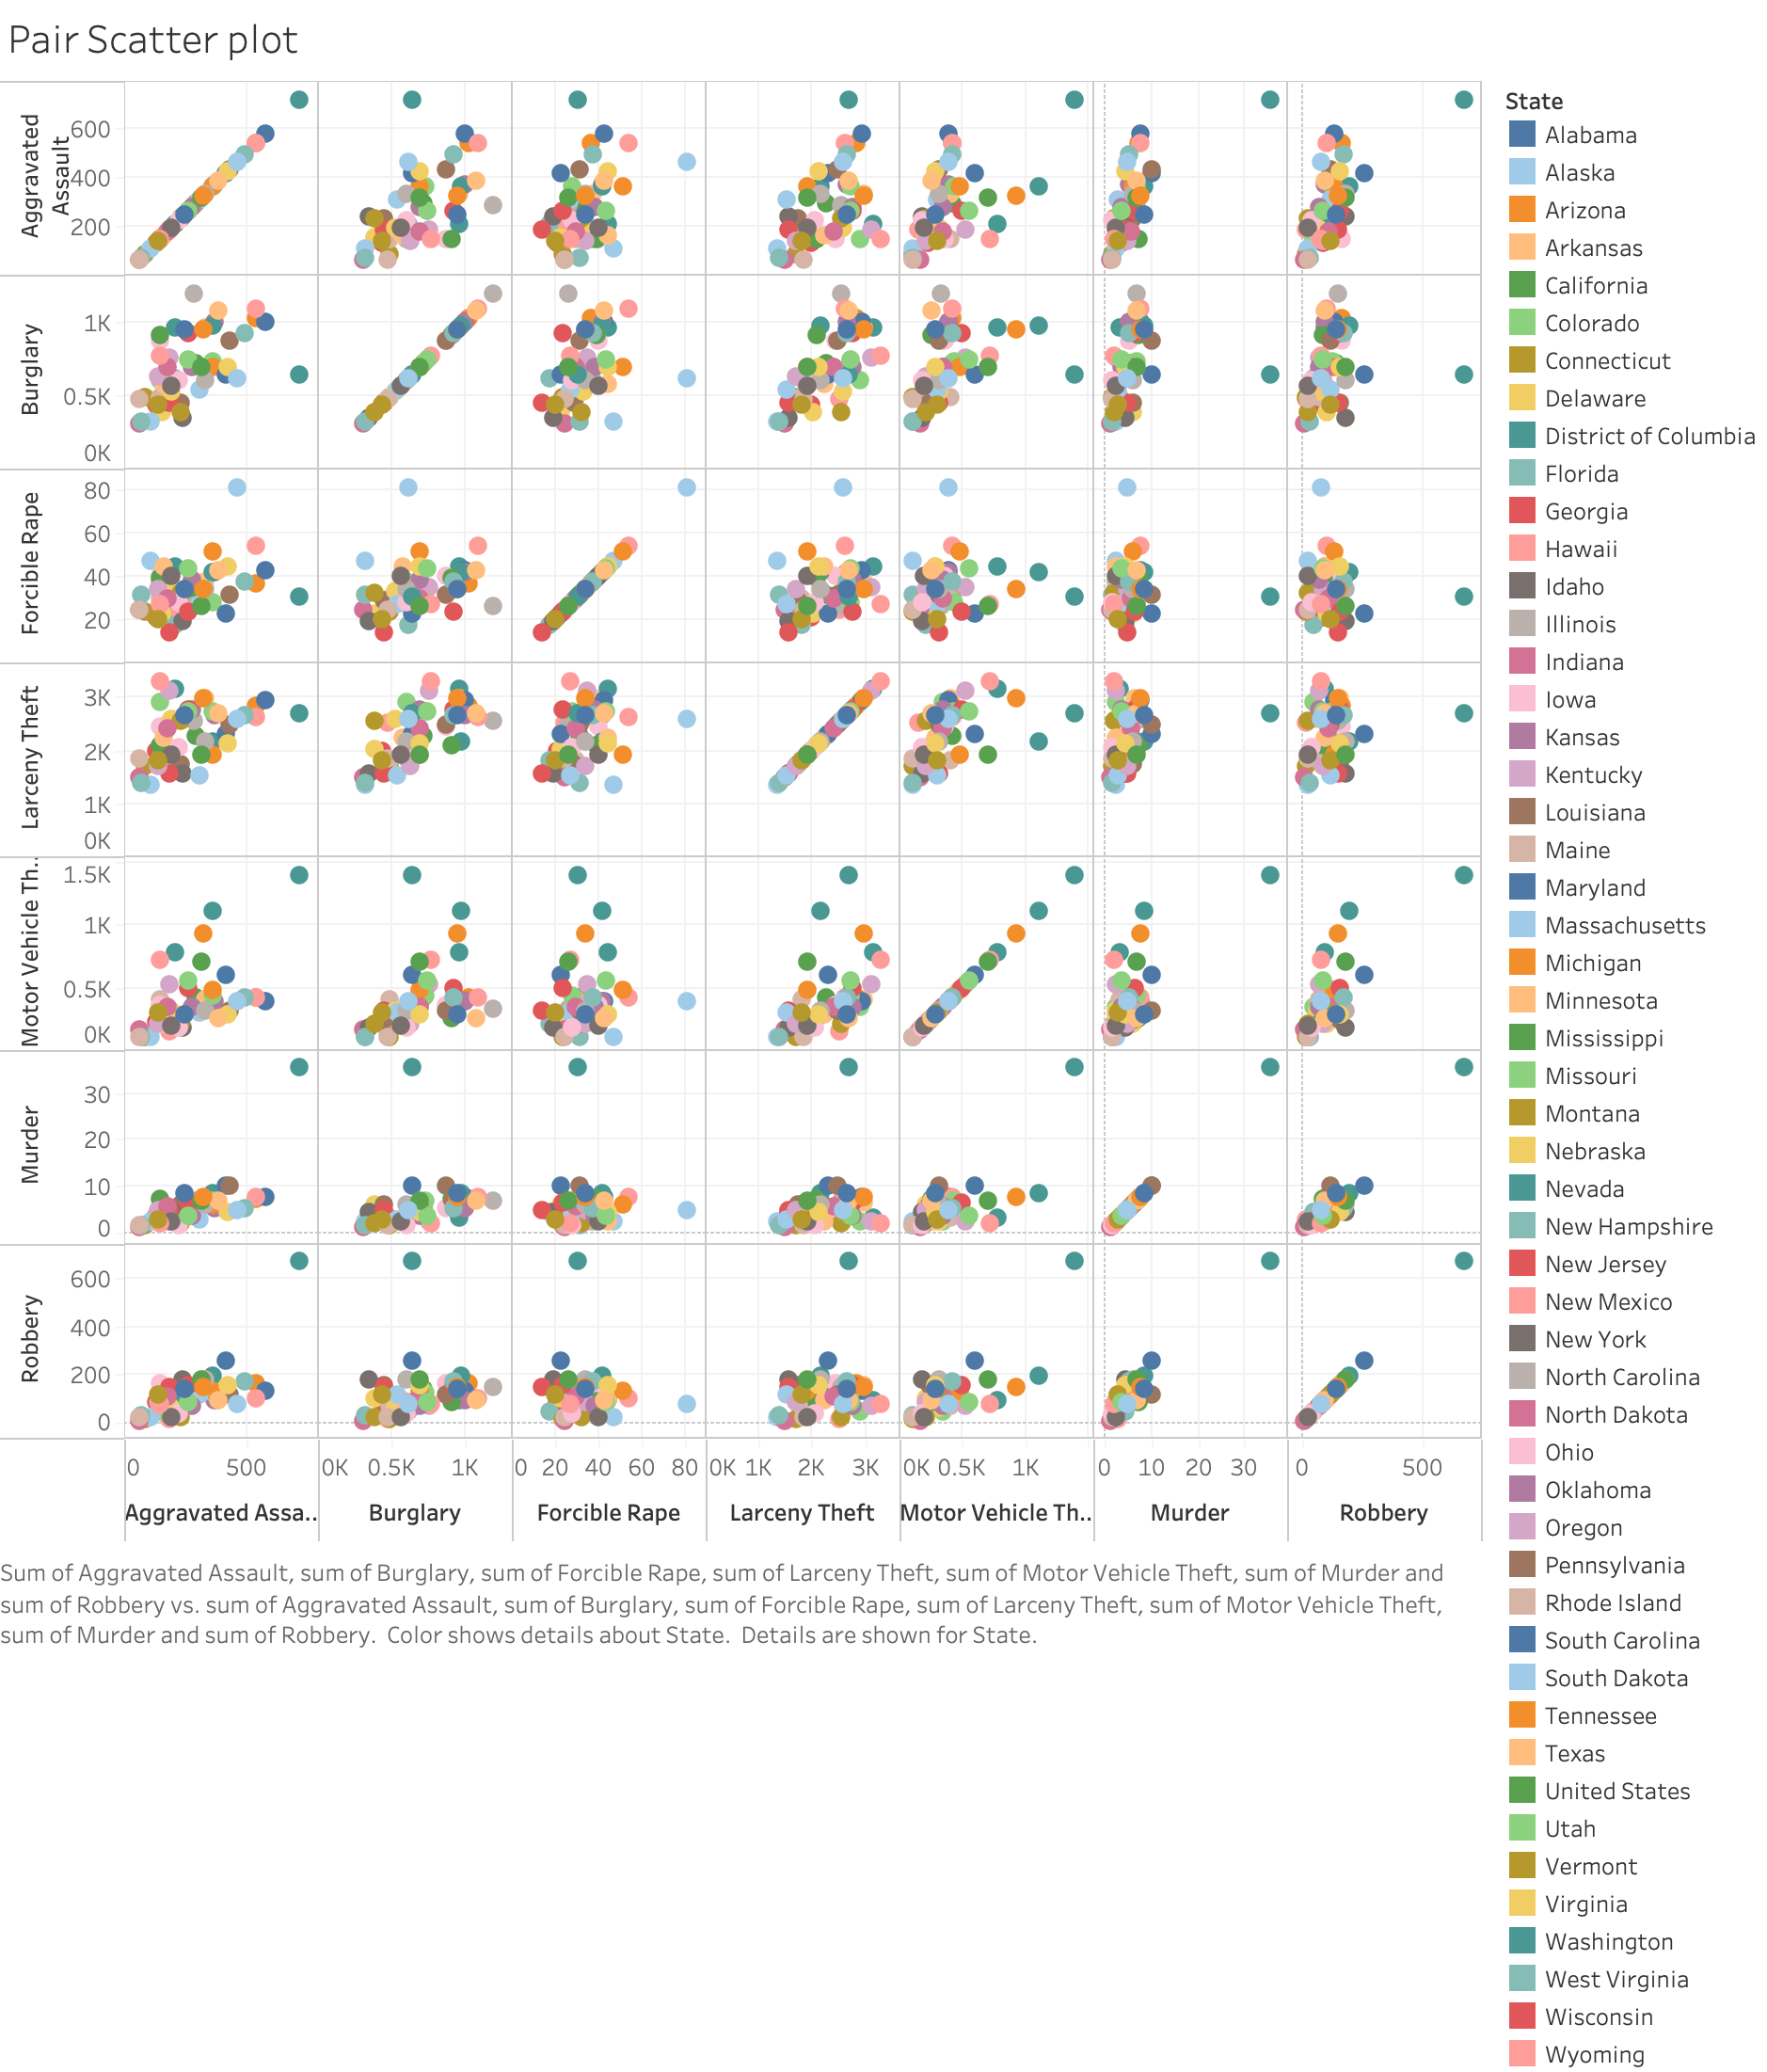 Pair Scatter plot
Aggravated
Assault
600
400
200
Burglary
1K
0.5K
0K
Forcible Rape
80
60
40
20
Larceny Theft
3K
2K
1K
0K
Motor Vehicle Th..
1.5K
1K
0.5K
0K
Murder
30
20
10
0
Robbery
600
400
200
0
0 500 0K 0.5K 1K 0 20 40 60 80 0K 1K 2K 3K 0K 0.5K 1K 0 10 20 30 0 500
Aggravated Assa.. Burglary Forcible Rape Larceny Theft Motor Vehicle Th.. Murder Robbery
Sum of Aggravated Assault, sum of Burglary, sum of Forcible Rape, sum of Larceny Theft, sum of Motor Vehicle Theft, sum of Murder and
sum of Robbery vs. sum of Aggravated Assault, sum of Burglary, sum of Forcible Rape, sum of Larceny Theft, sum of Motor Vehicle Theft,
sum of Murder and sum of Robbery. Color shows details about State. Details are shown for State.
State
Alabama
Alaska
Arizona
Arkansas
California
Colorado
Connecticut
Delaware
District of Columbia
Florida
Georgia
Hawaii
Idaho
Illinois
Indiana
Iowa
Kansas
Kentucky
Louisiana
Maine
Maryland
Massachusetts
Michigan
Minnesota
Mississippi
Missouri
Montana
Nebraska
Nevada
New Hampshire
New Jersey
New Mexico
New York
North Carolina
North Dakota
Ohio
Oklahoma
Oregon
Pennsylvania
Rhode Island
South Carolina
South Dakota
Tennessee
Texas
United States
Utah
Vermont
Virginia
Washington
West Virginia
Wisconsin
Wyoming